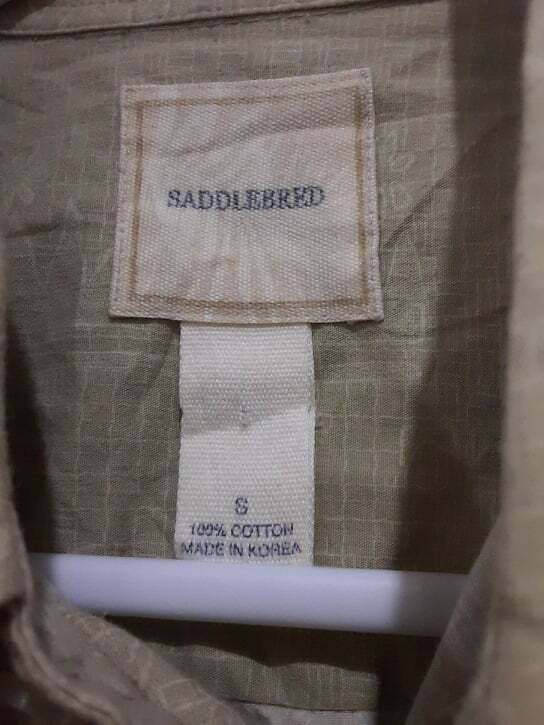 SADDLEBRED
S
100% COTTON
MADE IN KOREA